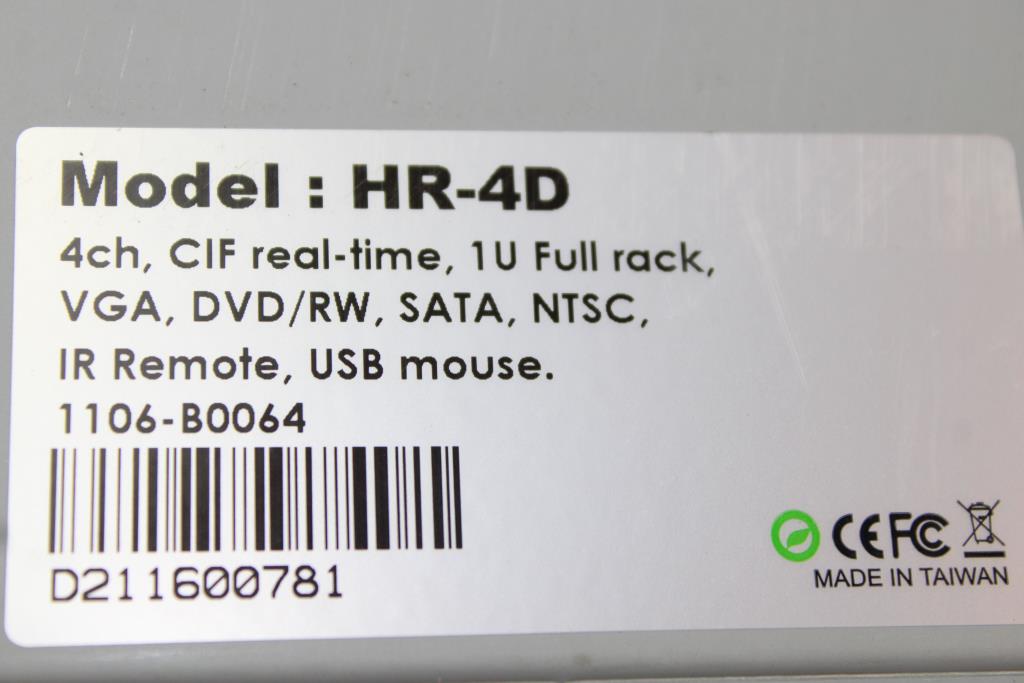 Model : HR-4D
4ch, CIF real-time, 1U Full rack,
VGA, DVD/RW, SATA, NTSC,
IR Remote, USB mouse.
1106-B0064
D211600781
CE FC
MADE IN TAIWAN